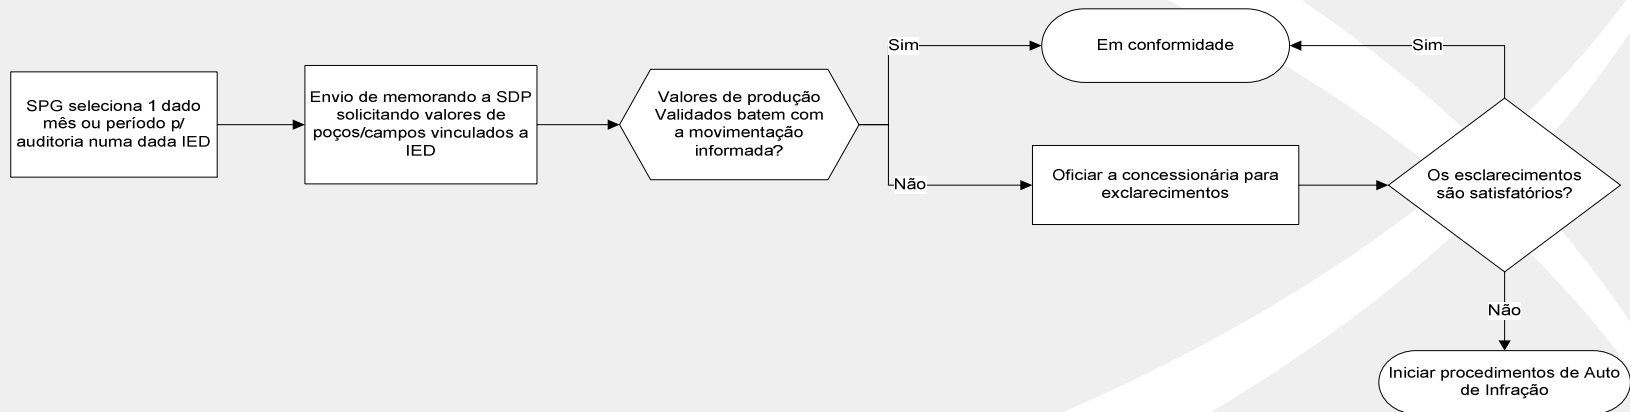 SPG seleciona 1 dado
mês ou período p/
auditoria numa dada IED
Envio de memorando a SDP
solicitando valores de
poços/campos vinculados a
IED
Valores de produção
Validados batem com
a movimentação
informada?
Sim
Em conformidade
Não
Oficiar a concessionária para
exclarecimentos
Os esclarecimentos
são satisfatórios?
Sim
Não
Iniciar procedimentos de Auto
de Infração